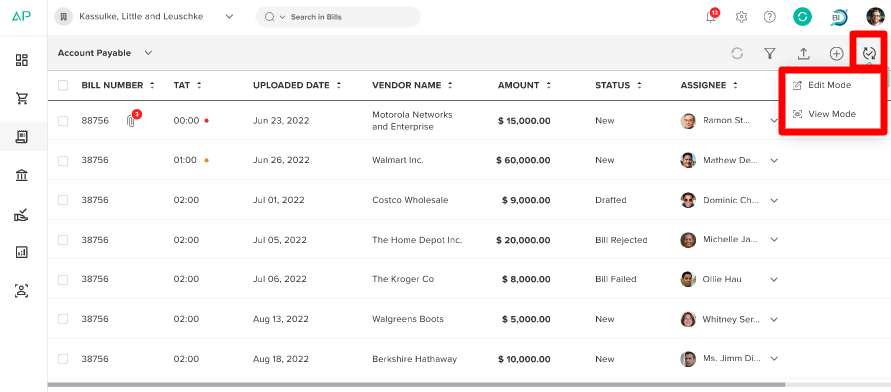 AP
Kassulke, Little and Leuschke
Search in Bills
12
BI
Account Payable
Edit Mode
View Mode
BILL NUMBER TAT UPLOADED DATE VENDOR NAME AMOUNT STATUS ASSIGNEE
88756 3 00:00 Jun 23, 2022 Motorola Networks and Enterprise $ 15,000.00 New Ramon St...
38756 01:00 Jun 26, 2022 Walmart Inc. $ 60,000.00 New Mathew De...
38756 02:00 Jul 01, 2022 Costco Wholesale $ 9,000.00 Drafted Dominic Ch...
38756 02:00 Jul 05, 2022 The Home Depot Inc. $ 20,000.00 Bill Rejected Michelle Ja...
38756 02:00 Jul 06, 2022 The Kroger Co $ 8,000.00 Bill Failed Ollie Hau
38756 02:00 Aug 13, 2022 Walgreens Boots $ 5,000.00 New Whitney Ser...
38756 02:00 Aug 18, 2022 Berkshire Hathaway $ 10,000.00 New Ms. Jimm Di...